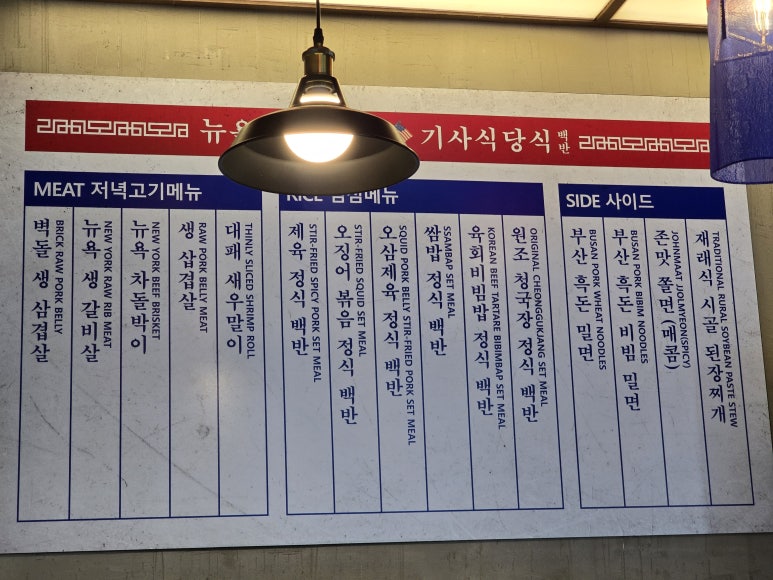 뉴욕
기사식당식 백반
MEAT 저녁고기메뉴
벽돌 생 삼겹살
BRICK RAW PORK BELLY
뉴욕 생 갈비살
NEW YORK RAW RIB MEAT
뉴욕 차돌박이
NEW YORK BEEF BRISKET
생 삽겹살
RAW PORK BELLY MEAT
대패 새우말이
THINLY SLICED SHRIMP ROLL
RICE 점심메뉴
제육 정식 백반
STIR-FRIED SPICY PORK SET MEAL
오징어 볶음 정식 백반
STIR-FRIED SQUID SET MEAL
오삼제육 정식 백반
SQUID PORK BELLY STIR-FRIED PORK SET MEAL
쌈밥 정식 백반
SSAMBAP SET MEAL
육회비빔밥 정식 백반
KOREAN BEEF TARTARE BIBIMBAP SET MEAL
원조 청국장 정식 백반
ORIGINAL CHEONGGUKJANG SET MEAL
SIDE 사이드
부산 흑돈 밀면
BUSAN PORK WHEAT NOODLES
부산 흑돈 비빔 밀면
BUSAN PORK BIBIM NOODLES
존맛 쫄면 (매콤)
JOHNMAAT JJOLMYEON(SPICY)
재래식 시골 된장찌개
TRADITIONAL RURAL SOYBEAN PASTE STEW